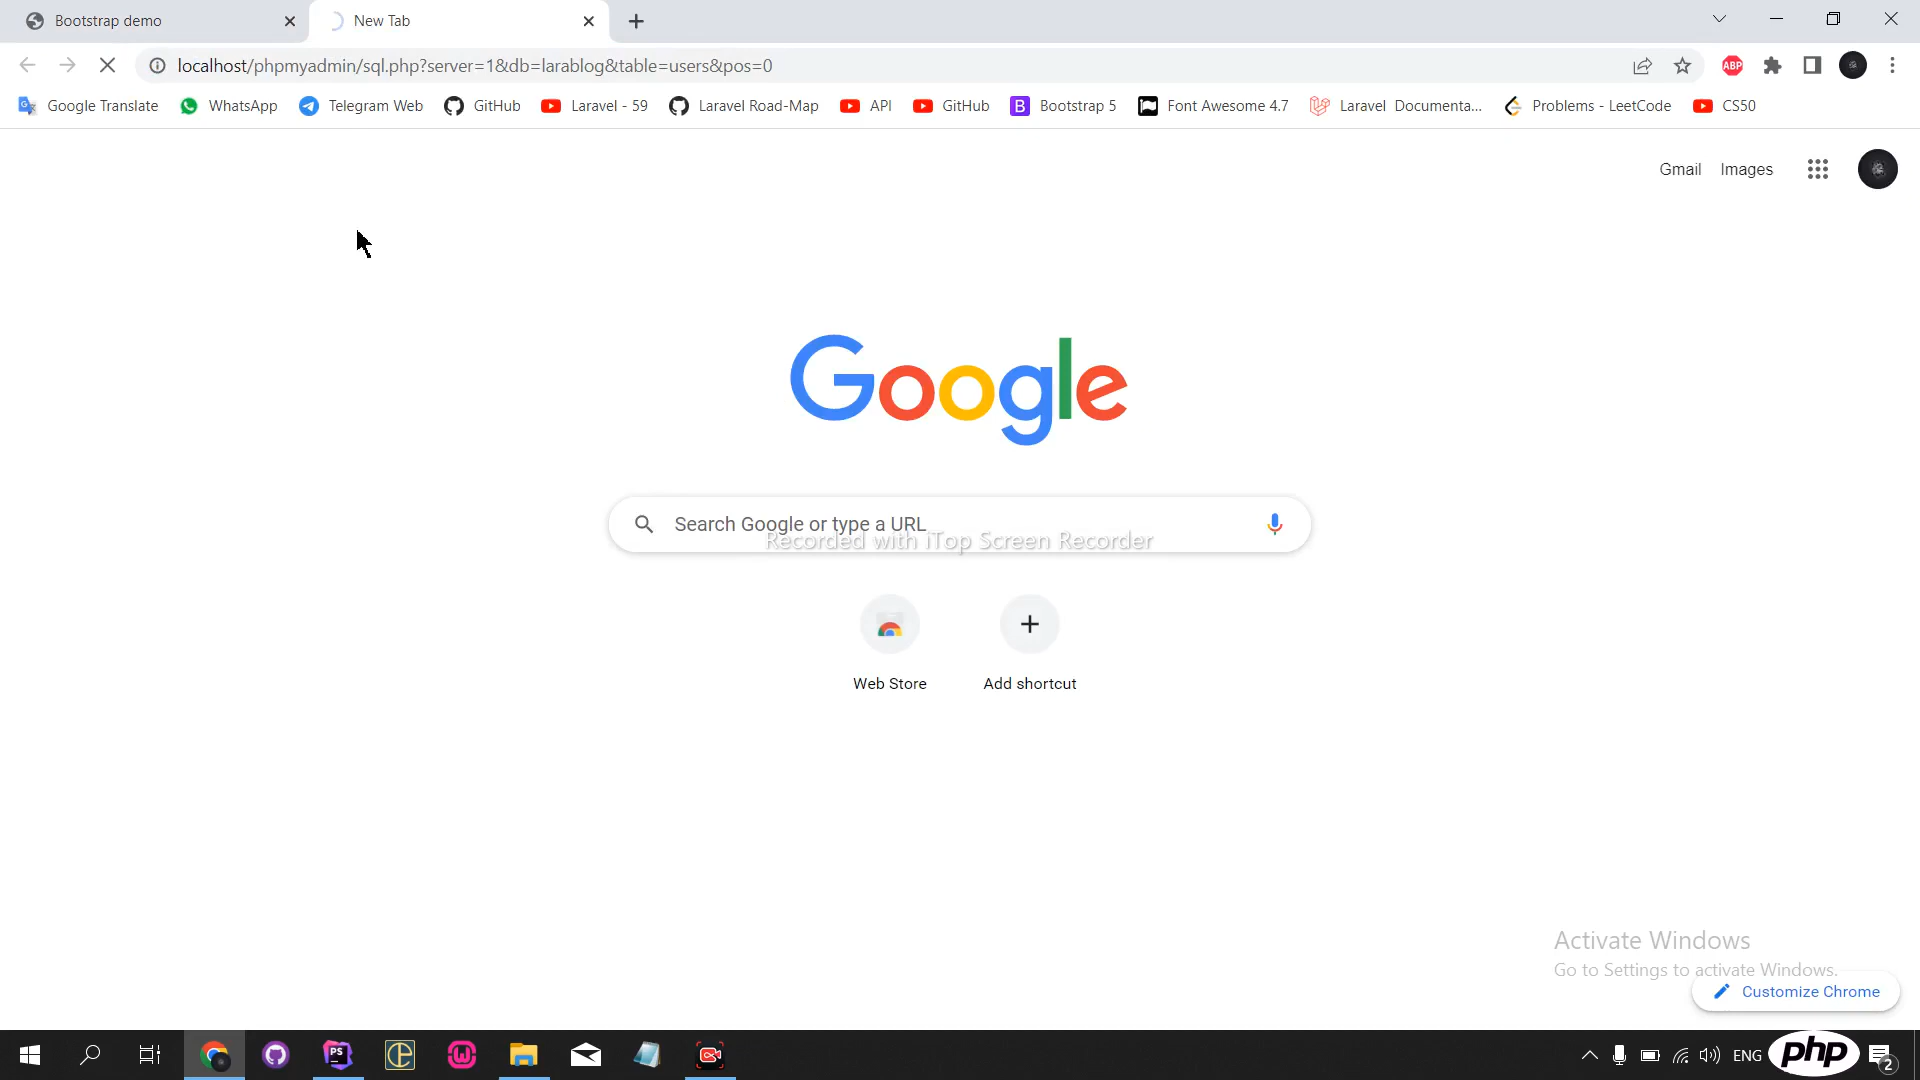 Bootstrap demo
New Tab
localhost/phpmyadmin/sql.php?server=1&db=larablog&table=users&pos=0
ABP
Google Translate
WhatsApp
Telegram Web
GitHub
Laravel - 59
Laravel Road-Map
API
GitHub
B
Bootstrap 5
Font Awesome 4.7
Laravel Documenta...
Problems - LeetCode
CS50
Gmail
Images
Google
Search Google or type a URL
Recorded with iTop Screen Recorder
Web Store
Add shortcut
Activate Windows
Go to Settings to activate Windows.
Customize Chrome
PS
ENG
php
2